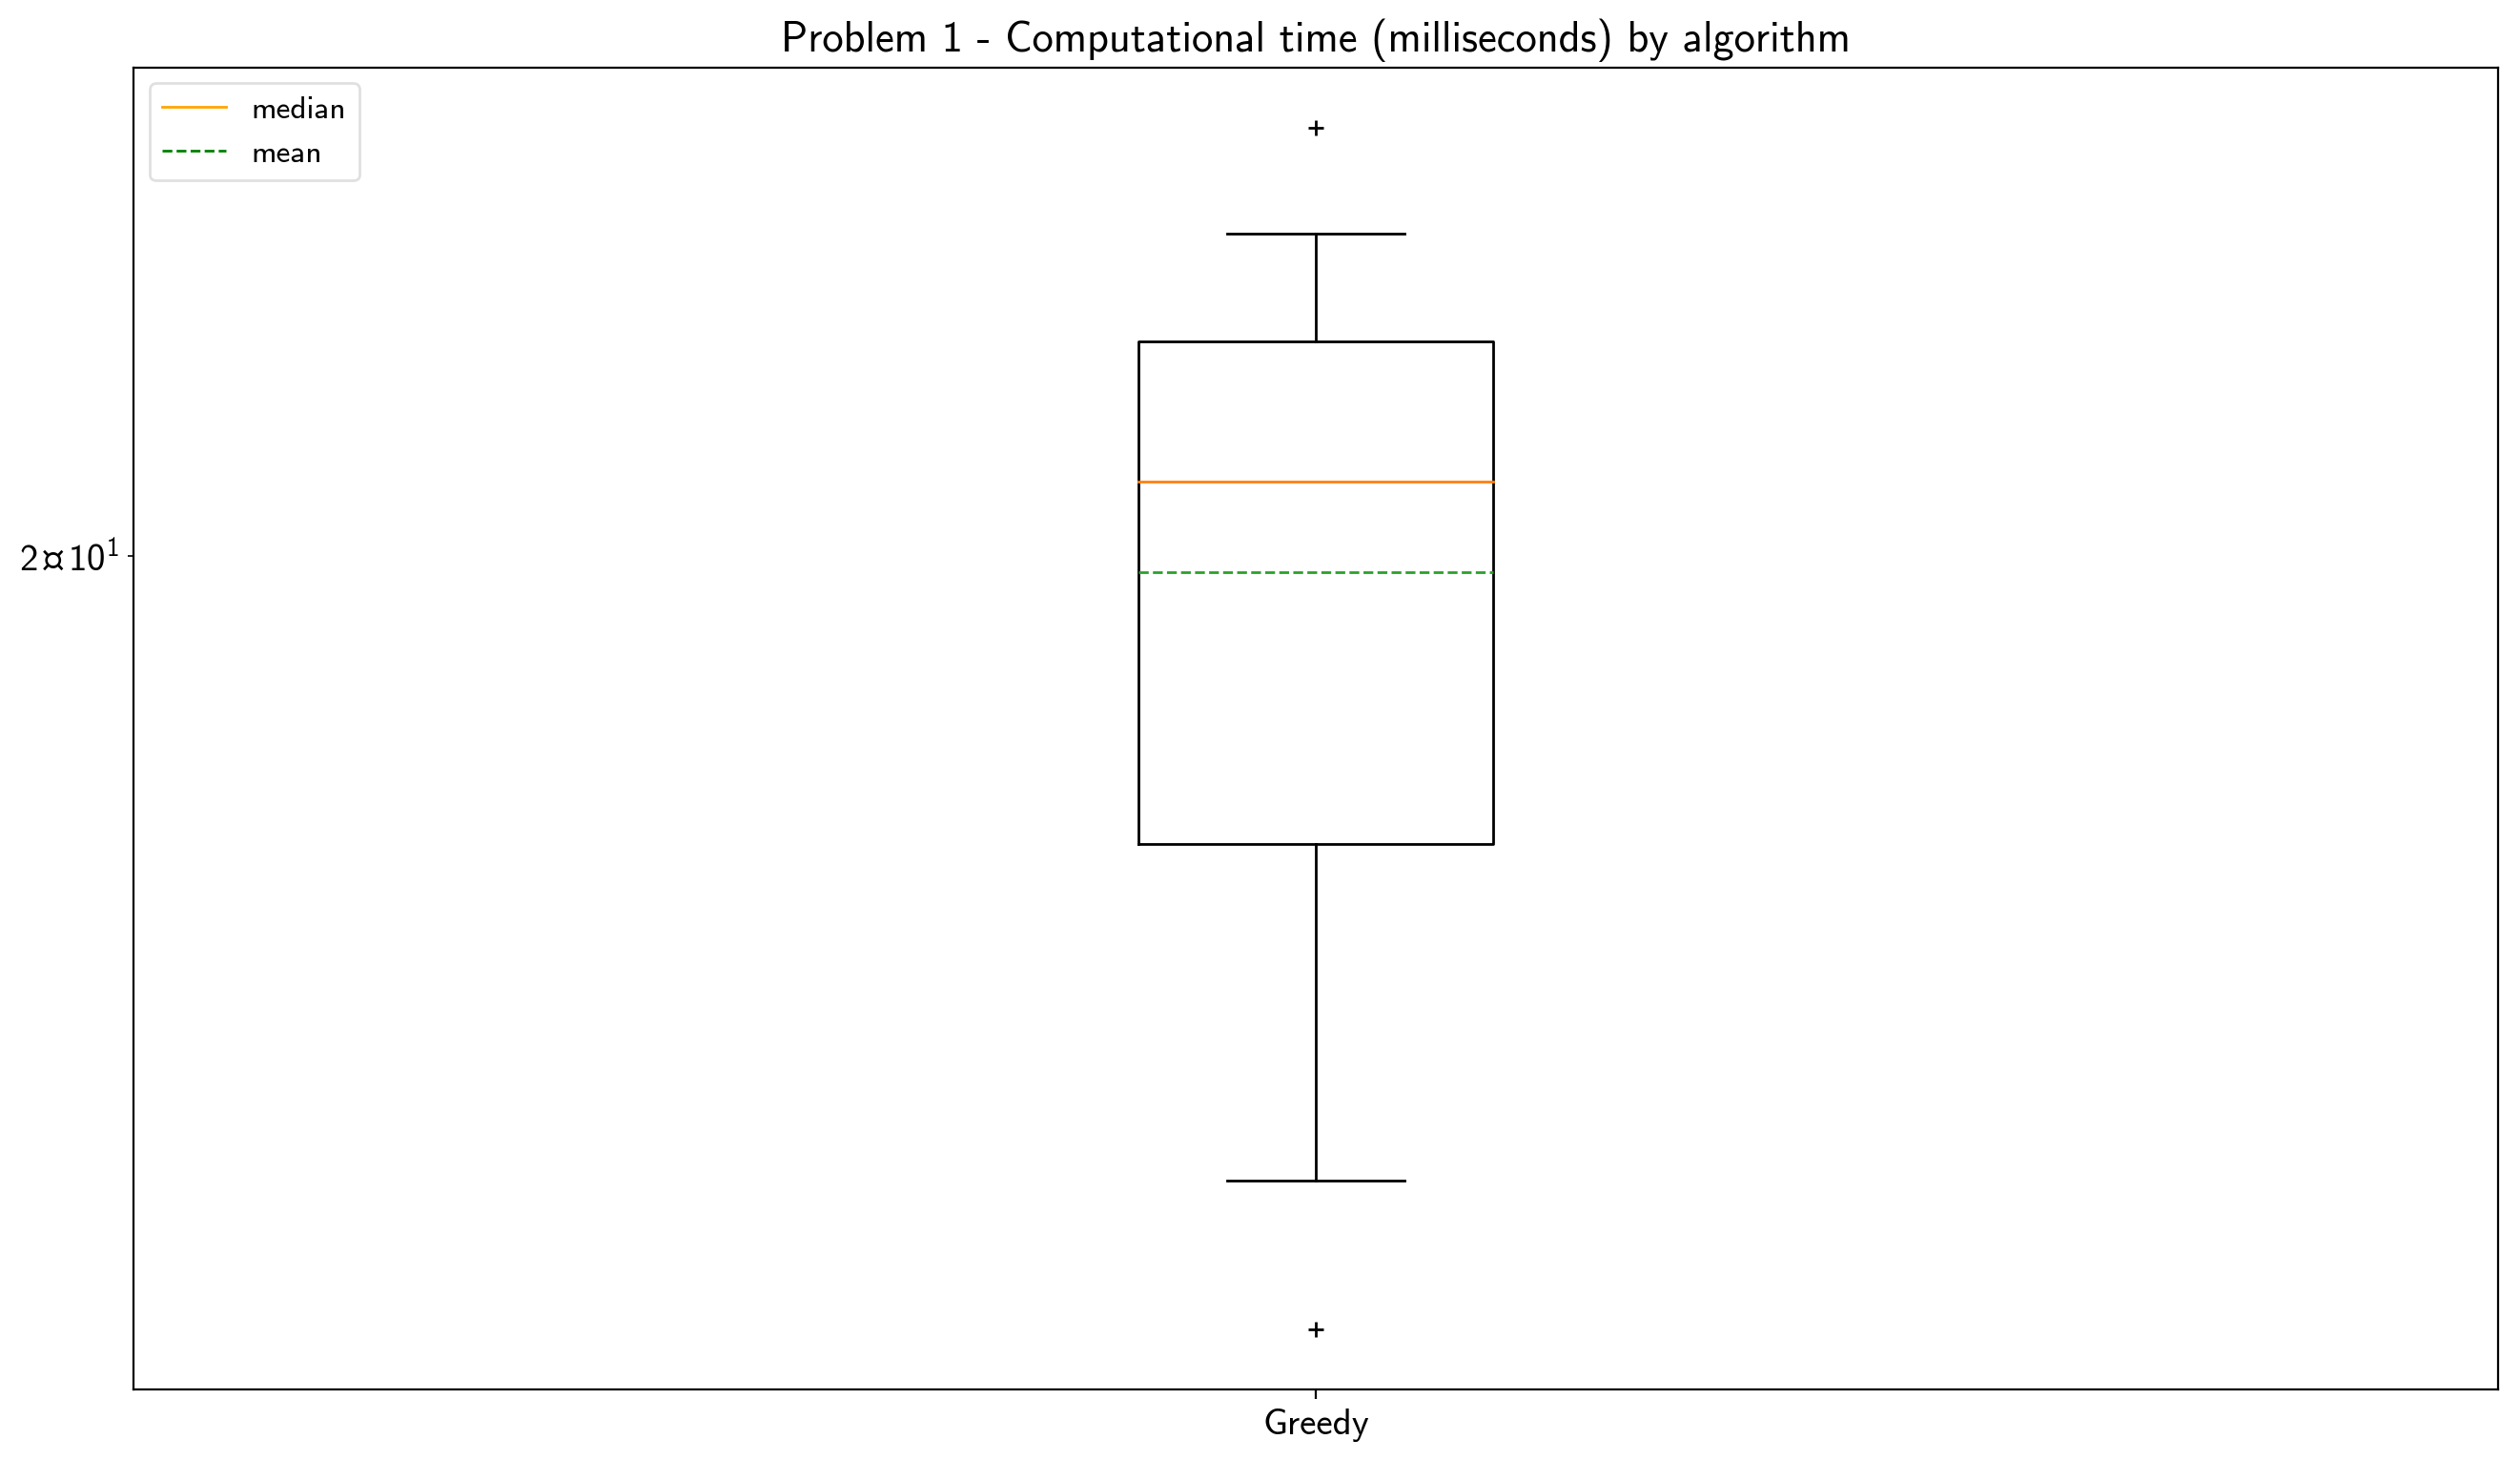 Problem 1 - Computational time (milliseconds) by algorithm
median
mean
2¤10¹
Greedy